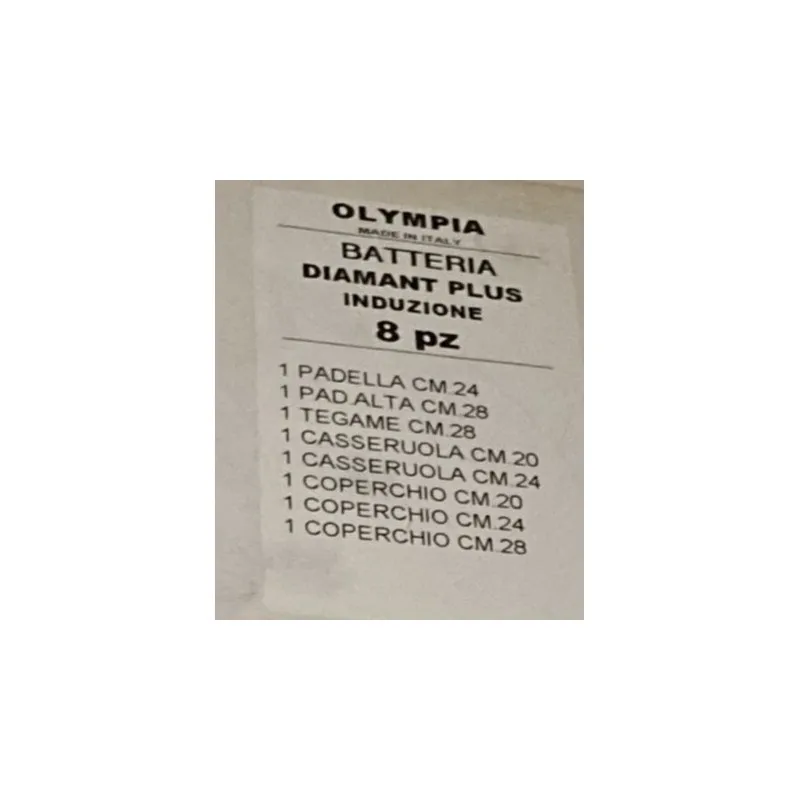 OLYMPIA
MADE IN ITALY
BATTERIA
DIAMANT PLUS
INDUZIONE
8 pz
1 PADELLA CM.24
1 PAD.ALTA CM.28
1 TEGAME CM.28
1 CASSERUOLA CM.20
1 CASSERUOLA CM.24
1 COPERCHIO CM.20
1 COPERCHIO CM.24
1 COPERCHIO CM.28